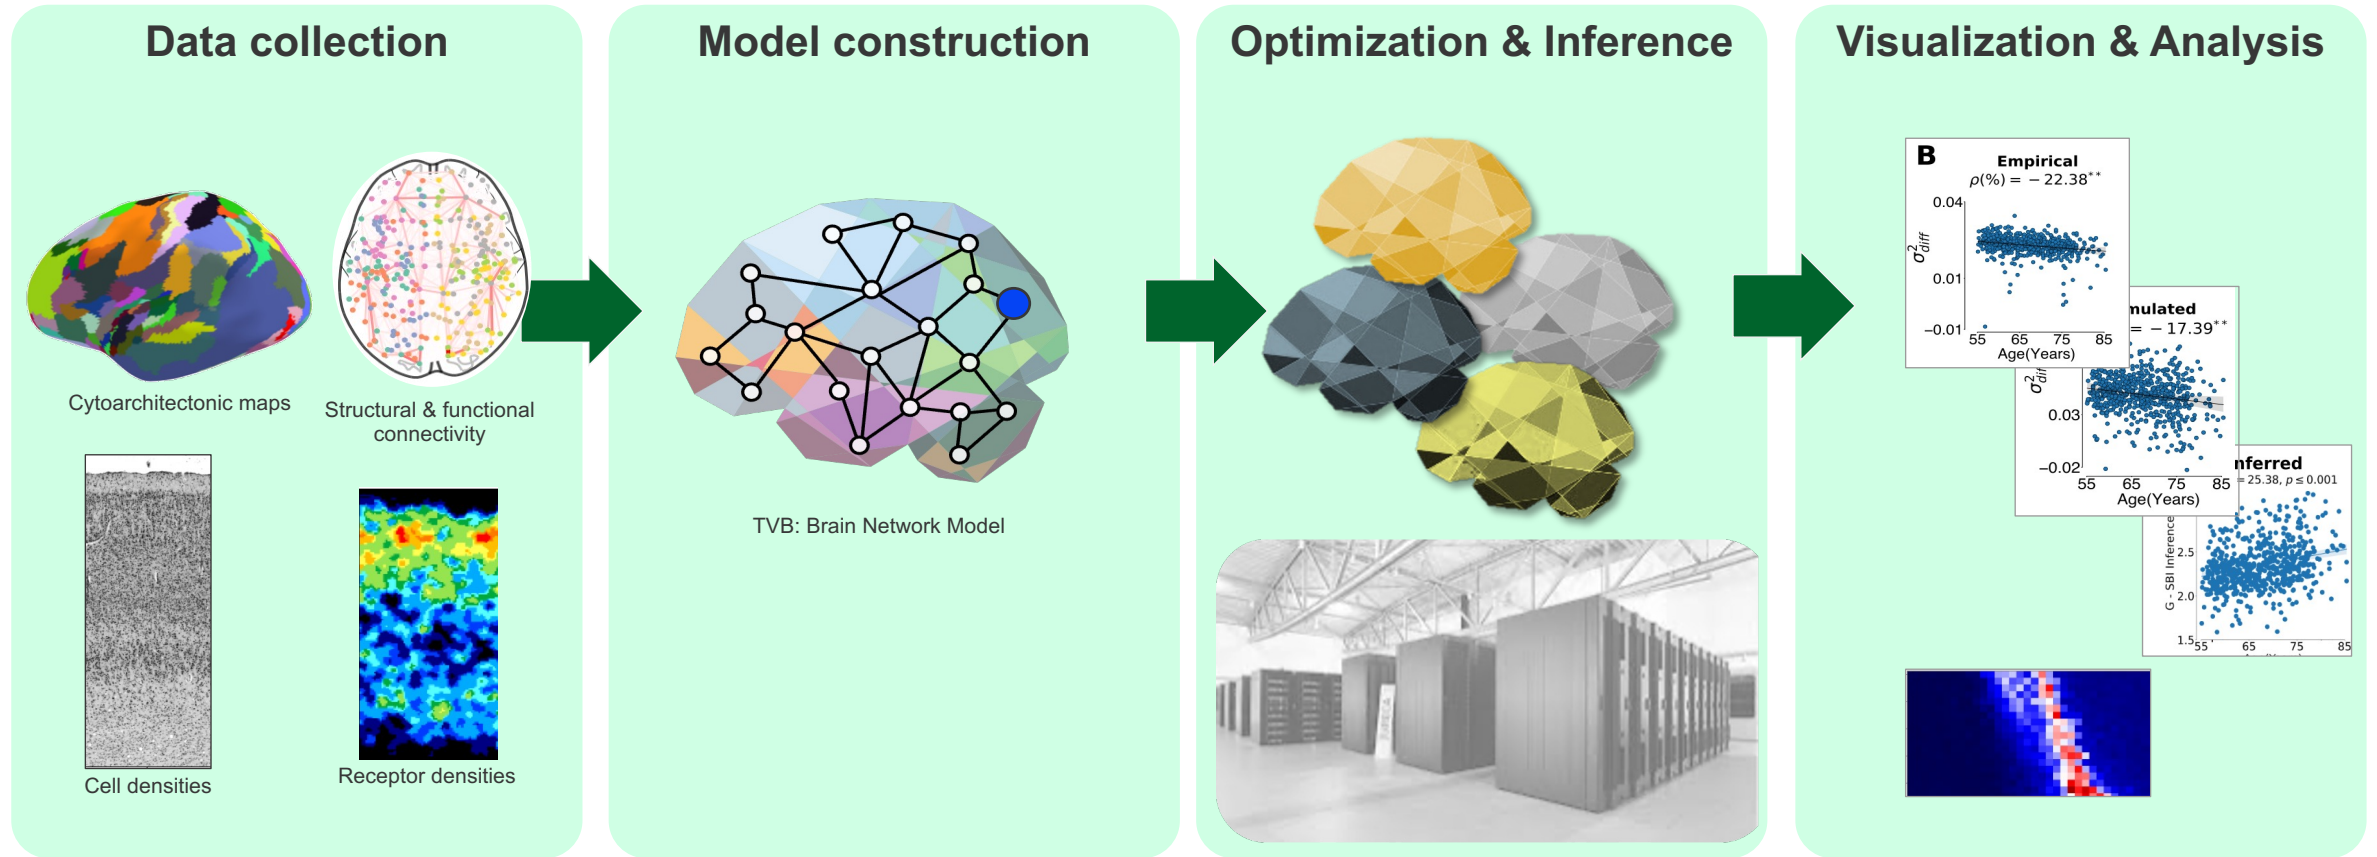 Data collection
Cytoarchitectonic maps
Structural & functional
connectivity
Cell densities
Receptor densities
Model construction
TVB: Brain Network Model
Optimization & Inference
Visualization & Analysis
B
Empirical
ρ(%) = −22.38**
0.04
0.01
−0.01
σ²diff
55 65 75 85
Age(Years)
mulated
= −17.39**
0.03
−0.02
55 65 75 85
Age(Years)
nferred
= 25.38, p ≤ 0.001
G - SBI Inference
2.5
2.0
1.5
55 65 75 85